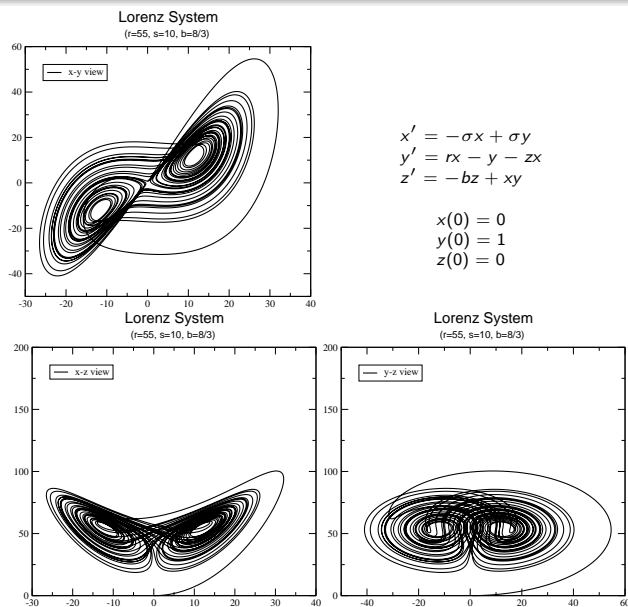 Lorenz System
(r=55, s=10, b=8/3)
60
x-y view
40
20
0
-20
-40
-30 -20 -10 0 10 20 30 40
x′ = −σx + σy
y′ = rx − y − zx
z′ = −bz + xy
x(0) = 0
y(0) = 1
z(0) = 0
Lorenz System
(r=55, s=10, b=8/3)
200
x-z view
150
100
50
0
-30 -20 -10 0 10 20 30 40
Lorenz System
(r=55, s=10, b=8/3)
200
y-z view
150
100
50
0
-60 -40 -20 0 20 40 60